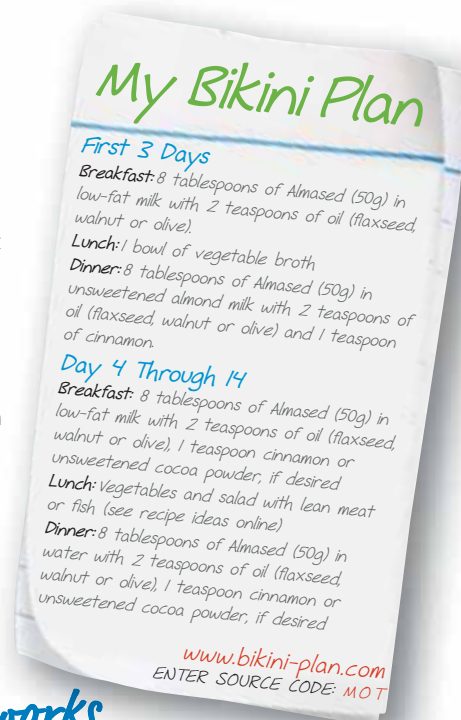 My Bikini Plan
First 3 Days
Breakfast: 8 tablespoons of Almased (50g) in
low-fat milk with 2 teaspoons of oil (flaxseed,
walnut or olive).
Lunch: 1 bowl of vegetable broth
Dinner: 8 tablespoons of Almased (50g) in
unsweetened almond milk with 2 teaspoons of
oil (flaxseed, walnut or olive) and 1 teaspoon
of cinnamon.
Day 4 Through 14
Breakfast: 8 tablespoons of Almased (50g) in
low-fat milk with 2 teaspoons of oil (flaxseed,
walnut or olive), 1 teaspoon cinnamon or
unsweetened cocoa powder, if desired
Lunch: Vegetables and salad with lean meat
or fish (see recipe ideas online)
Dinner: 8 tablespoons of Almased (50g) in
water with 2 teaspoons of oil (flaxseed,
walnut or olive), 1 teaspoon cinnamon or
unsweetened cocoa powder, if desired
www.bikini-plan.com
ENTER SOURCE CODE: MOT
works